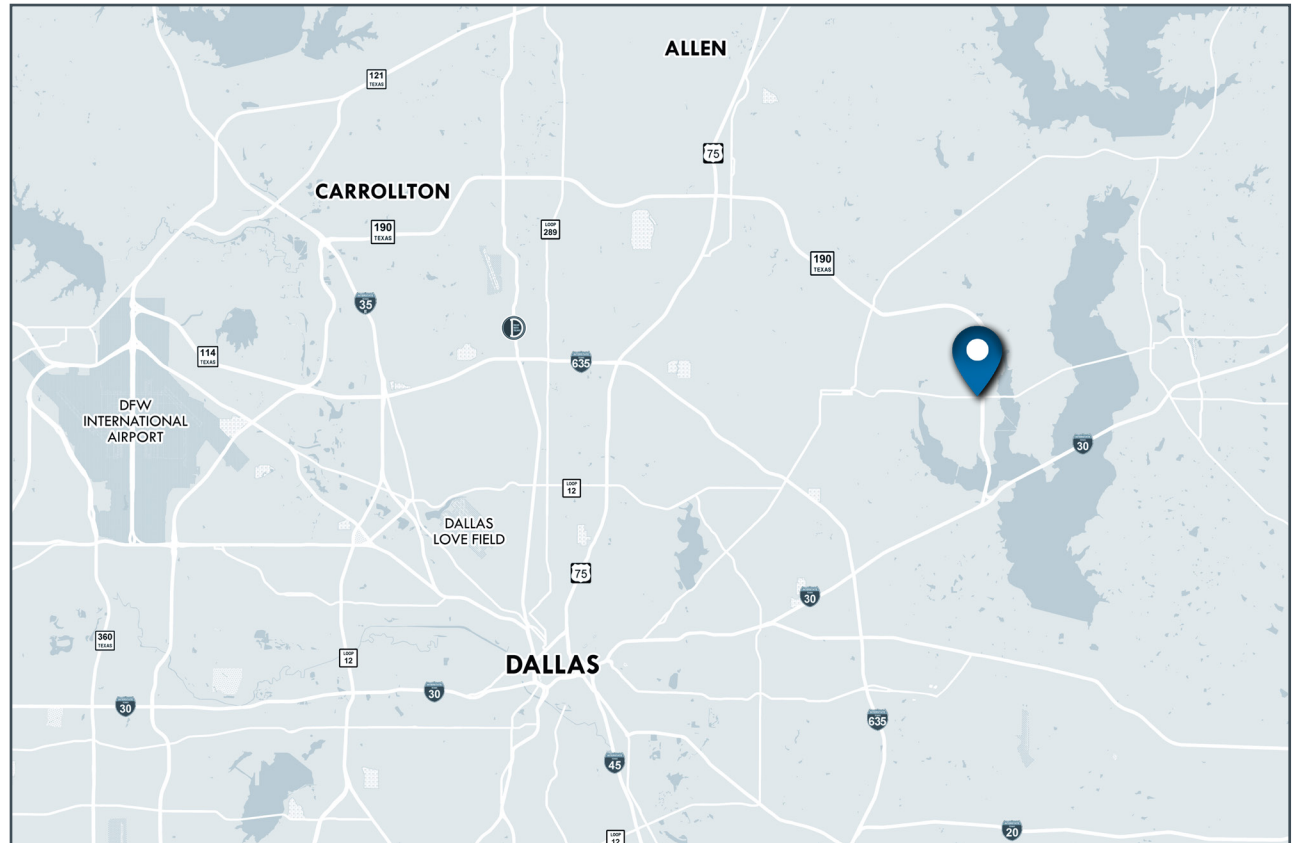 ALLEN
121
TEXAS
75
CARROLLTON
190
TEXAS
LOOP
289
190
TEXAS
35
D
114
TEXAS
635
DFW
INTERNATIONAL
AIRPORT
30
LOOP
12
DALLAS
LOVE FIELD
75
30
360
TEXAS
LOOP
12
DALLAS
30
30
635
45
20
LOOP
12